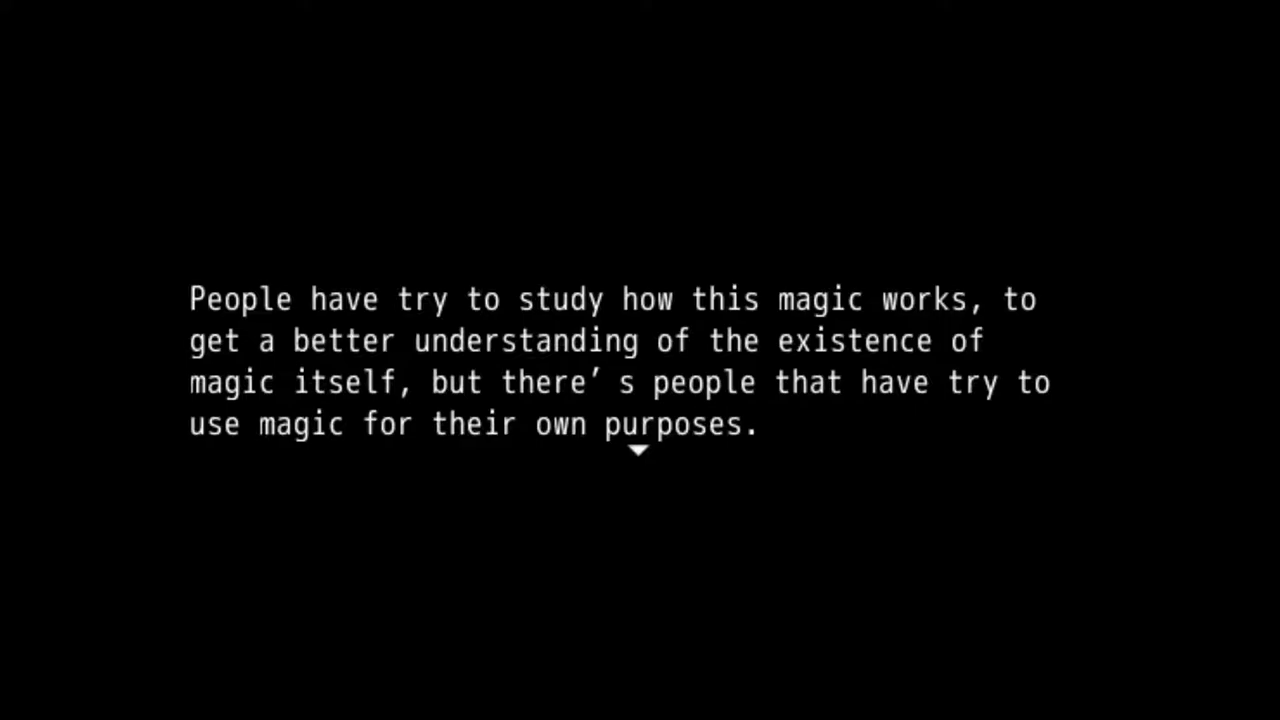 People have try to study how this magic works, to
get a better understanding of the existence of
magic itself, but there’ s people that have try to
use magic for their own purposes.